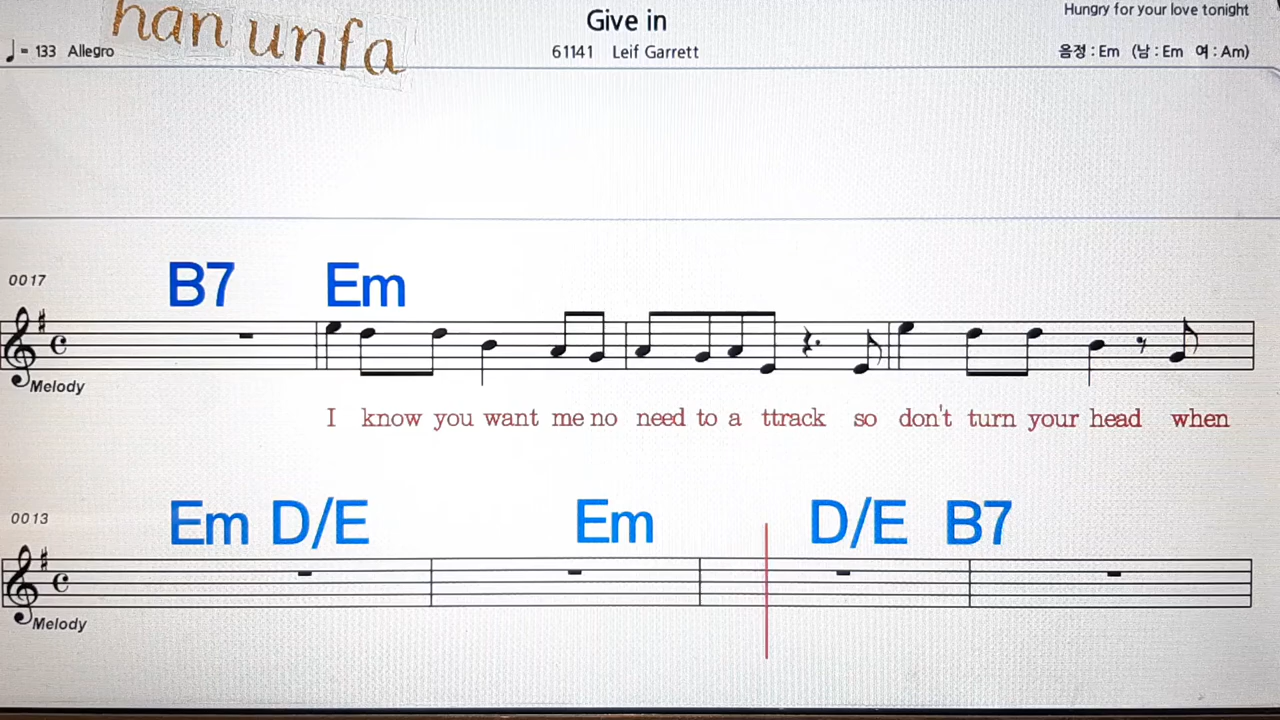 han unfa
Give in
Hungry for your love tonight
♩= 133 Allegro
61141 Leif Garrett
음정 : Em (남 : Em 여 : Am)
0017
B7 Em
Melody
I know you want me no need to a ttrack so don't turn your head when
0013
Em D/E Em D/E B7
Melody